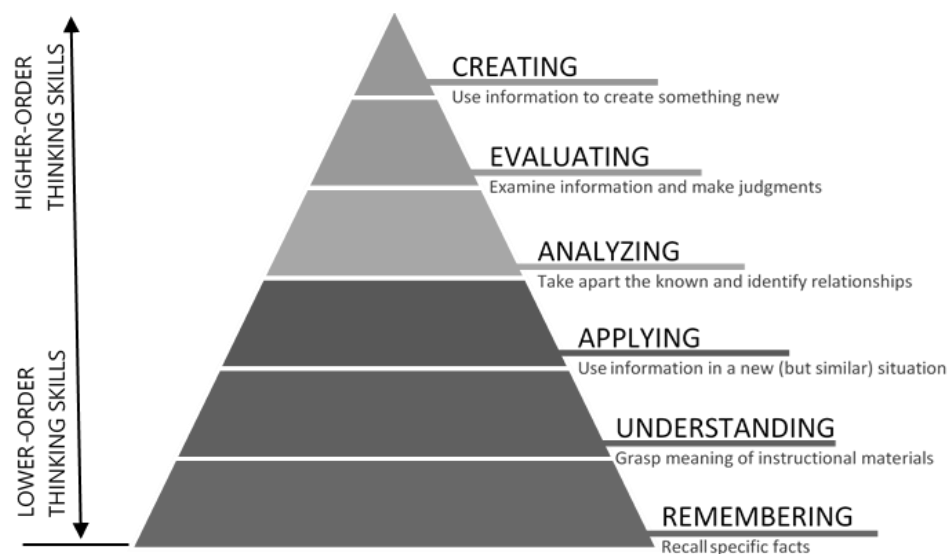 HIGHER-ORDER
THINKING SKILLS
LOWER-ORDER
THINKING SKILLS
CREATING
Use information to create something new
EVALUATING
Examine information and make judgments
ANALYZING
Take apart the known and identify relationships
APPLYING
Use information in a new (but similar) situation
UNDERSTANDING
Grasp meaning of instructional materials
REMEMBERING
Recall specific facts